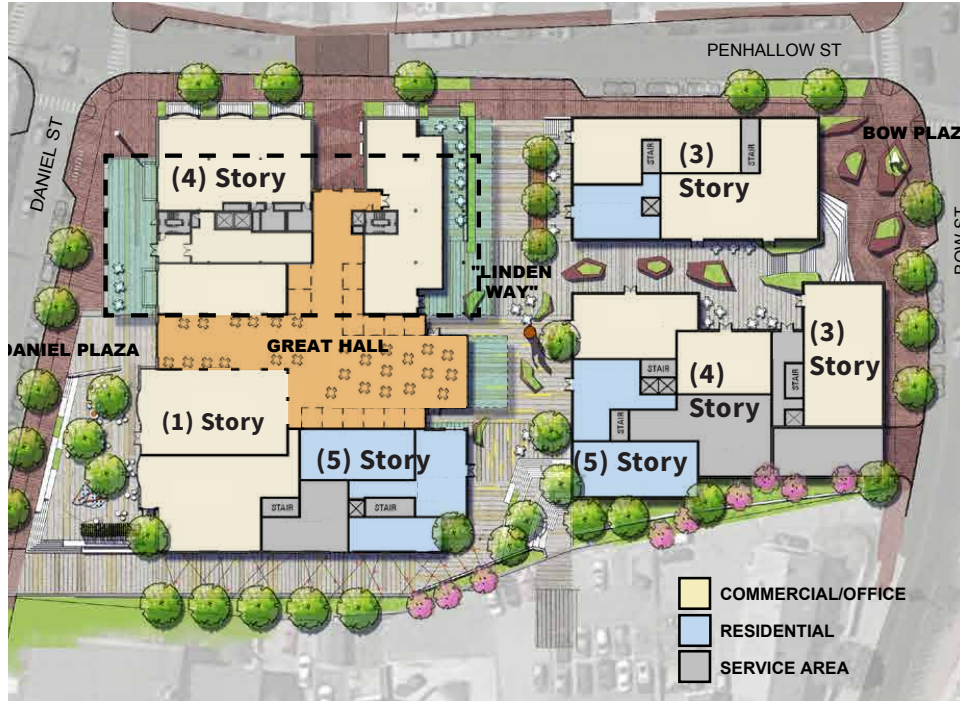 PENHALLOW ST
DANIEL ST
BOW PLAZ
BOW ST
(4) Story
STAIR
STAIR
(3)
Story
"LINDEN
WAY"
DANIEL PLAZA
GREAT HALL
(3)
Story
STAIR
STAIR
(4)
Story
(1) Story
STAIR
(5) Story
(5) Story
STAIR
STAIR
COMMERCIAL/OFFICE
RESIDENTIAL
SERVICE AREA